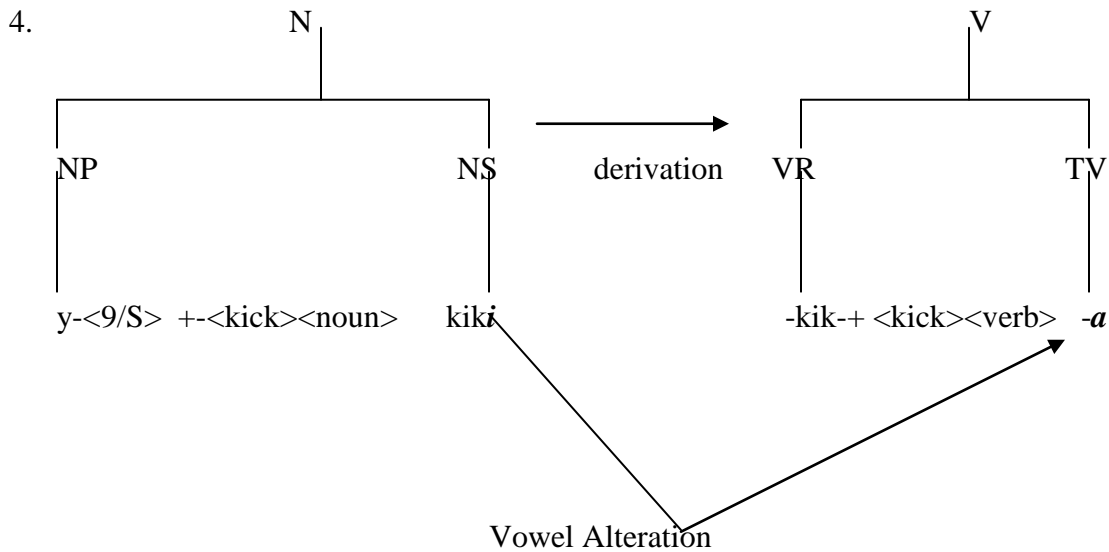 4. N V
NP NS derivation VR TV
y-<9/S> +-<kick><noun> kiki -kik-+ <kick><verb> -a
Vowel Alteration